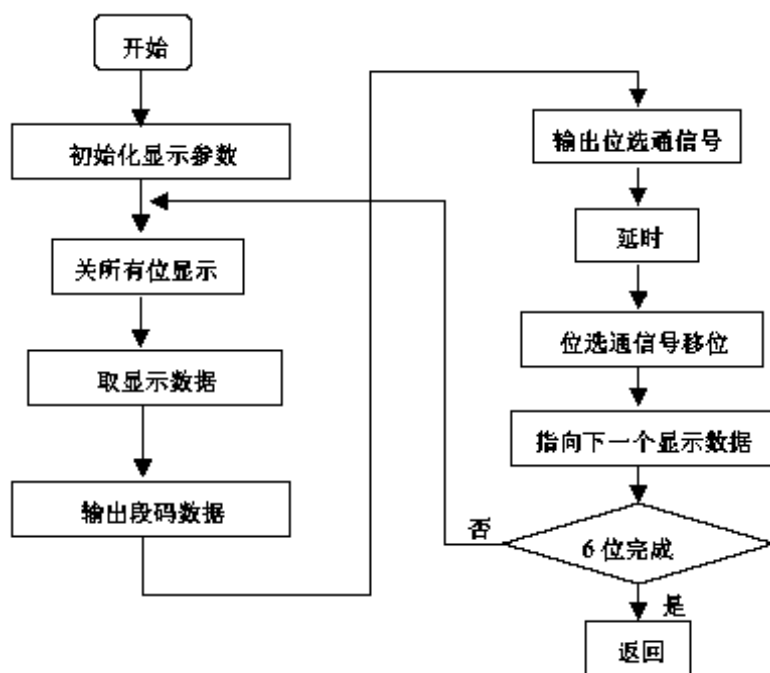 开始
初始化显示参数
关所有位显示
取显示数据
输出段码数据
输出位选通信号
延时
位选通信号移位
指向下一个显示数据
6位完成
否
是
返回